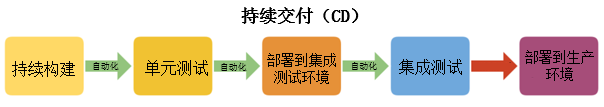 持续交付（CD）
持续构建
自动化
单元测试
自动化
部署到集成
测试环境
自动化
集成测试
部署到生产
环境